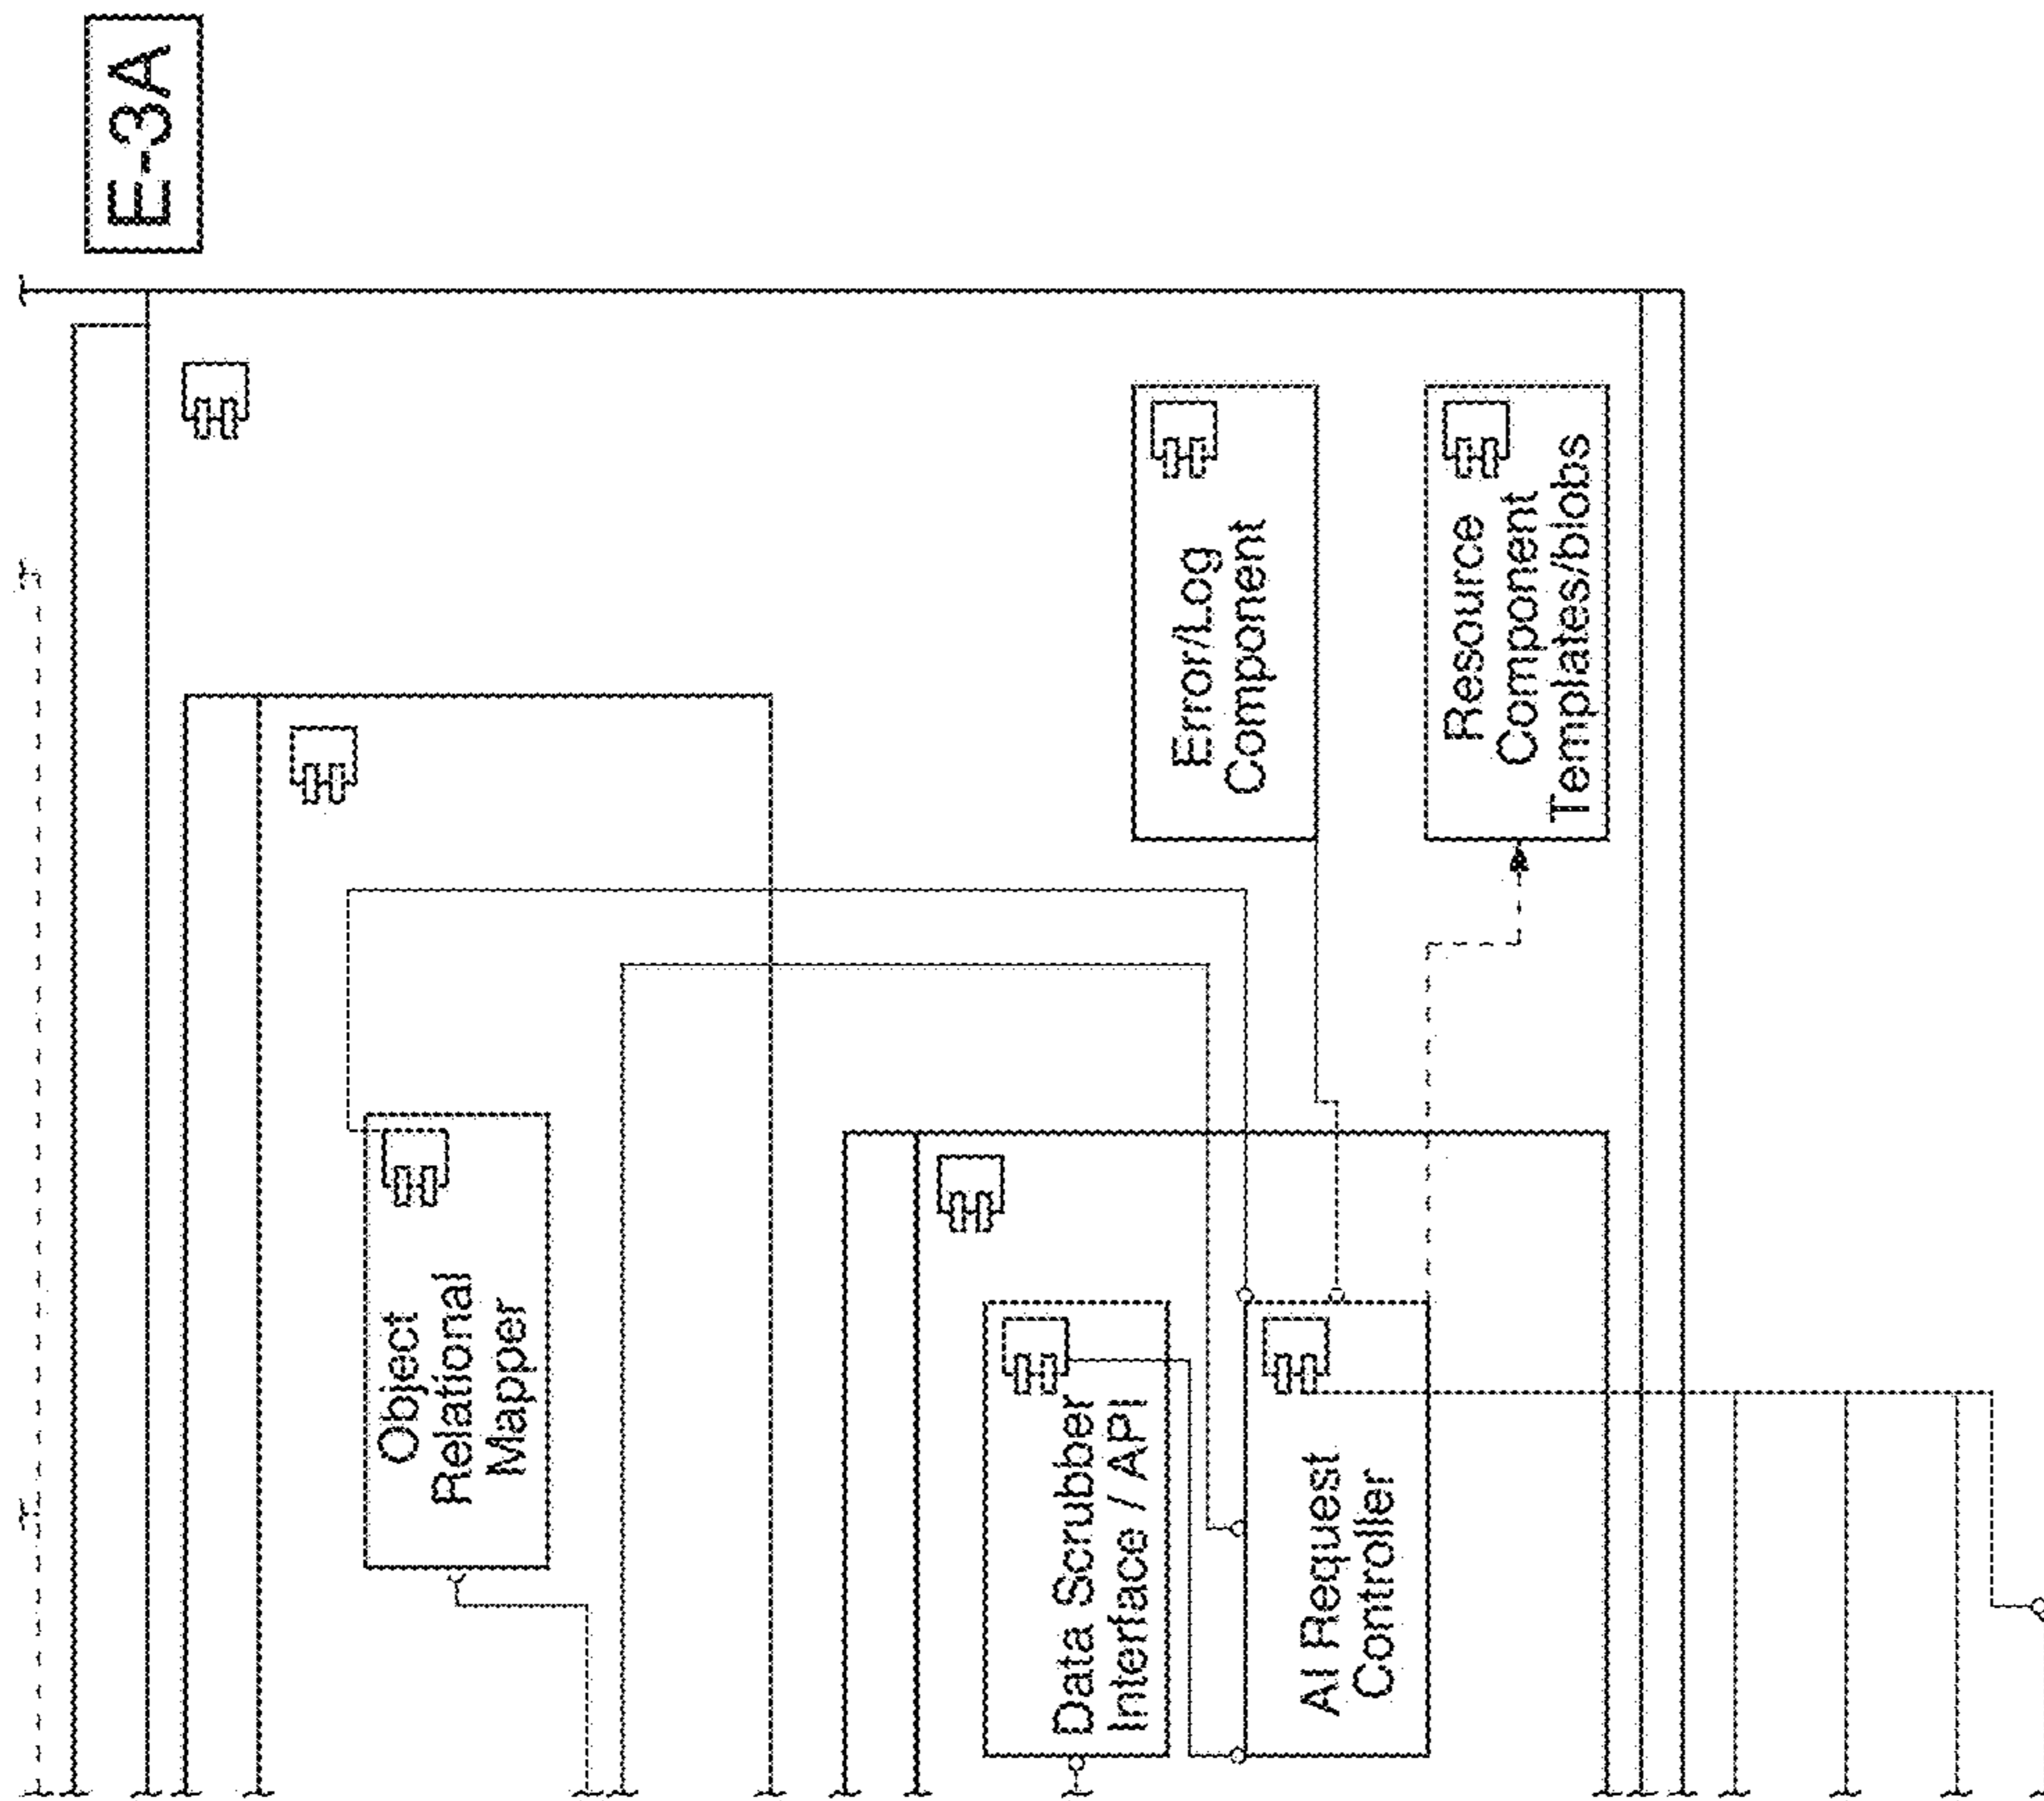 E-3A
Object
Relational
Mapper
Data Scrubber
Interface / API
Error/Log
Component
AI Request
Controller
Resource
Component
Templates/blobs